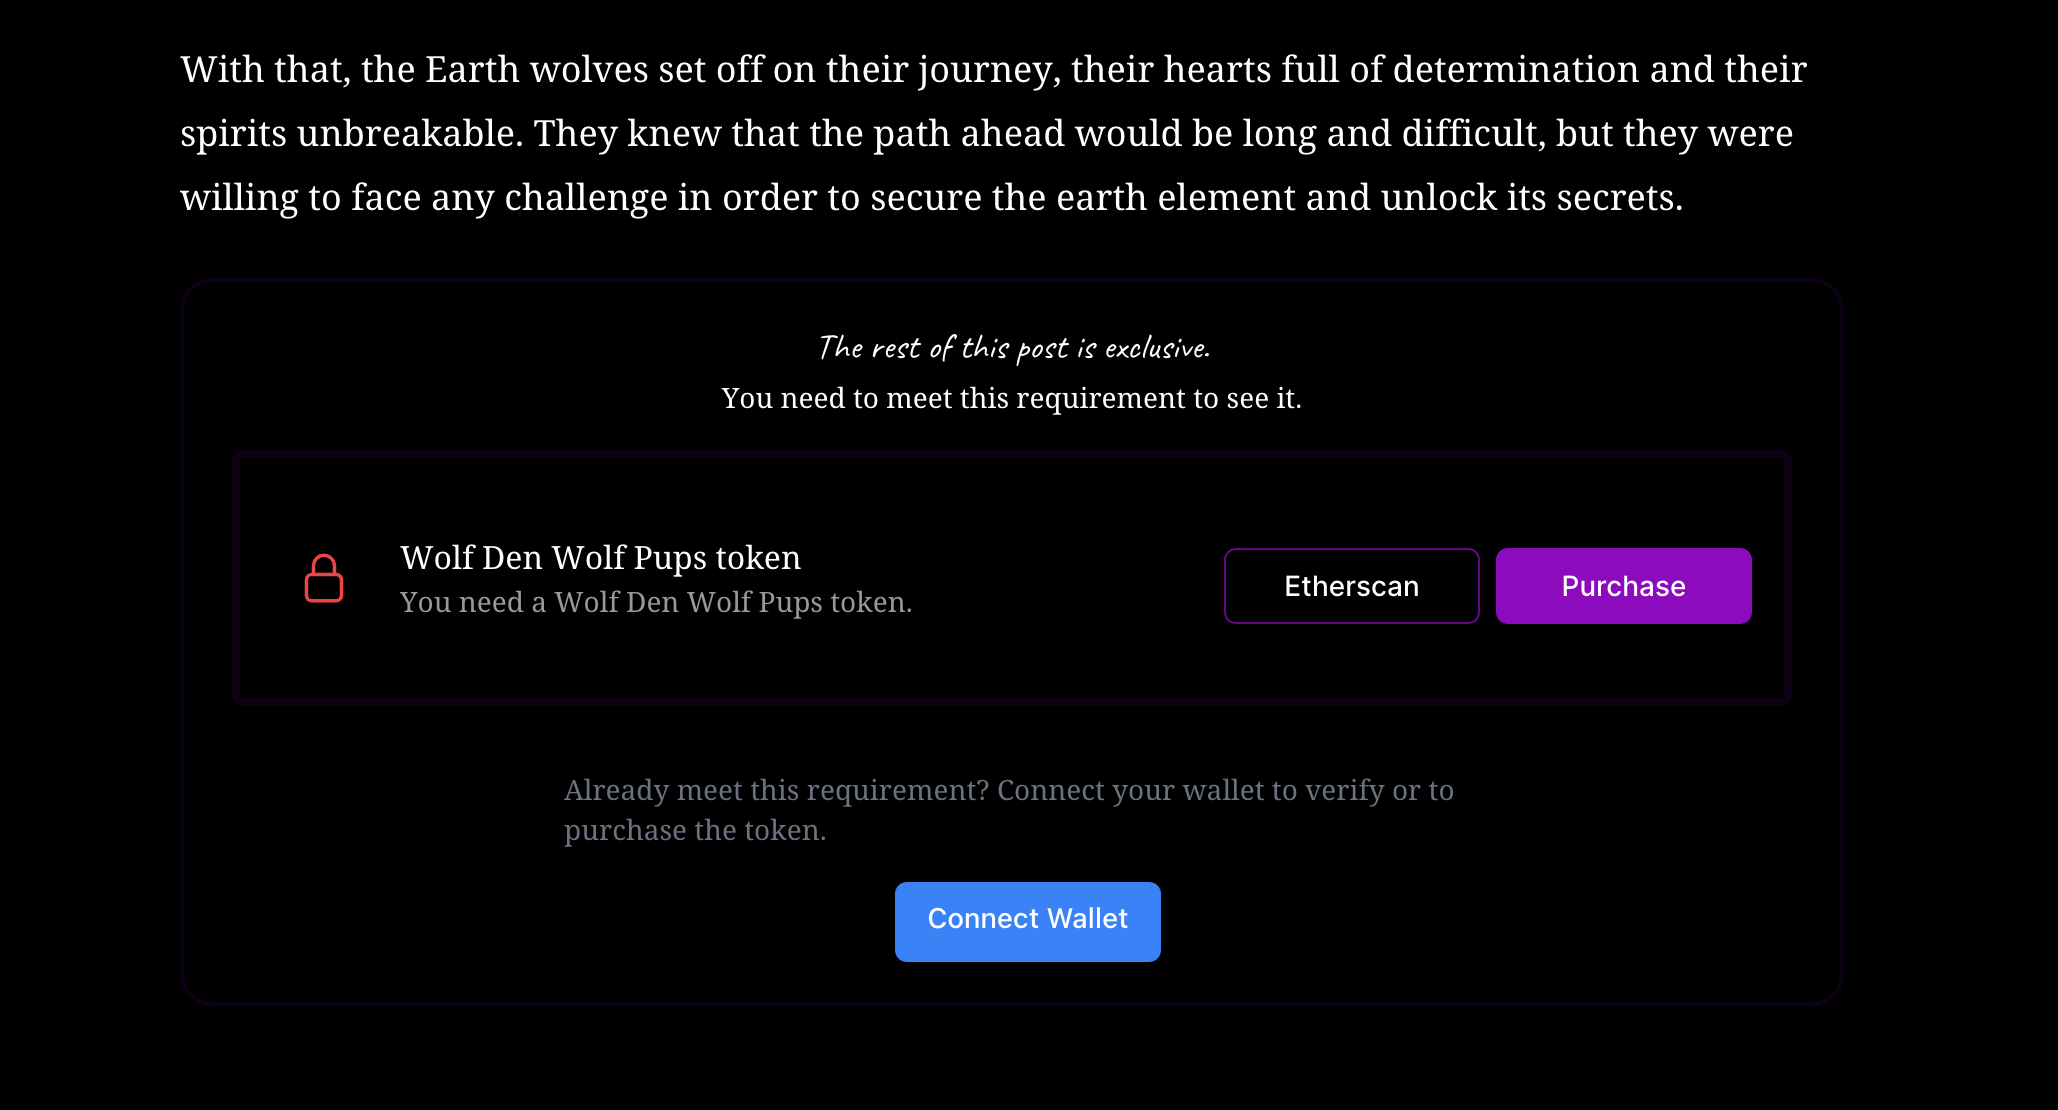 With that, the Earth wolves set off on their journey, their hearts full of determination and their
spirits unbreakable. They knew that the path ahead would be long and difficult, but they were
willing to face any challenge in order to secure the earth element and unlock its secrets.
The rest of this post is exclusive.
You need to meet this requirement to see it.
Wolf Den Wolf Pups token
You need a Wolf Den Wolf Pups token.
Etherscan
Purchase
Already meet this requirement? Connect your wallet to verify or to
purchase the token.
Connect Wallet